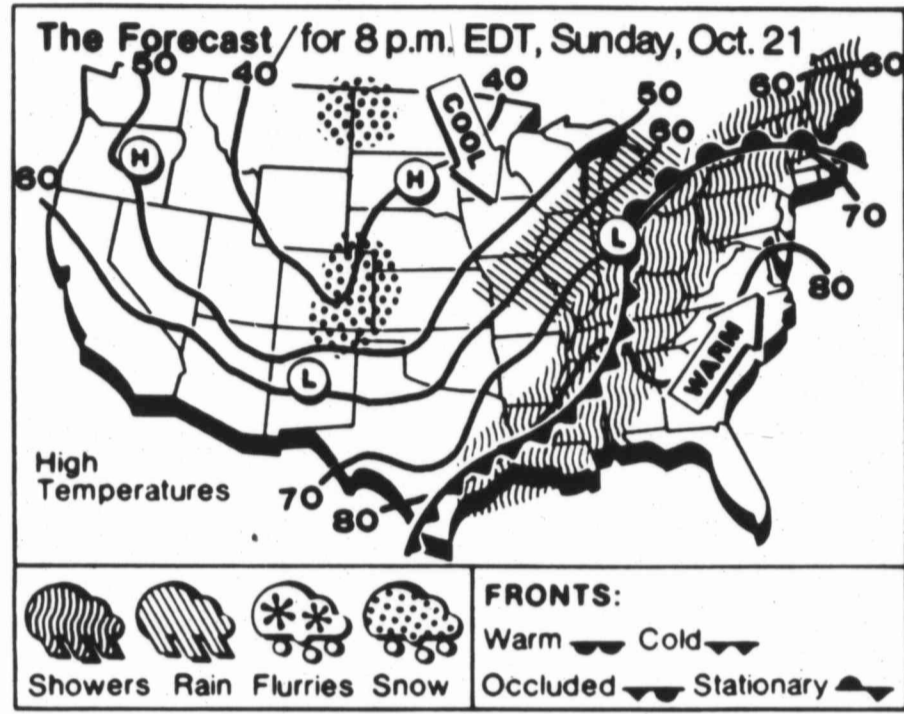 The Forecast for 8 p.m. EDT, Sunday, Oct. 21
50
40
COOL
40
50
60
60
60
H
60
H
70
L
80
WARM
L
High
Temperatures
70
80
Showers Rain Flurries Snow
FRONTS:
Warm Cold
Occluded Stationary